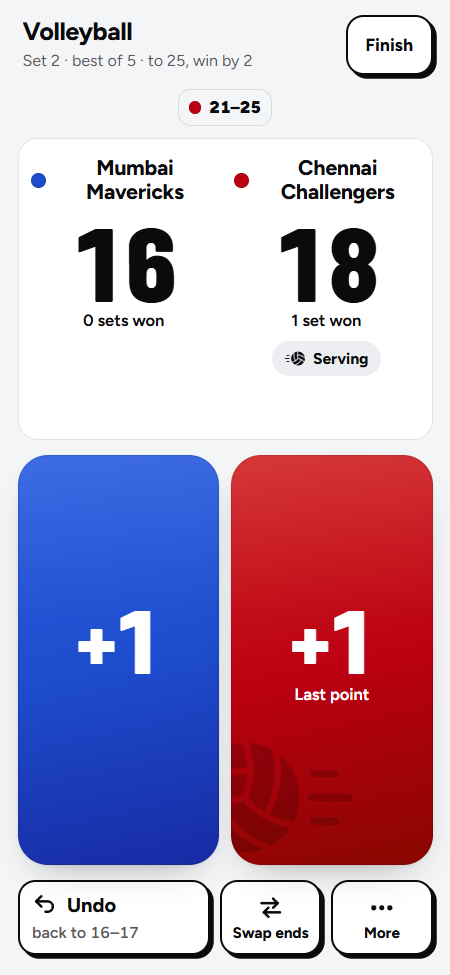 Volleyball
Set 2 · best of 5 · to 25, win by 2
Finish
21–25
Mumbai
Mavericks
Chennai
Challengers
16
18
0 sets won
1 set won
Serving
+1
+1
Last point
Undo
back to 16–17
Swap ends
More